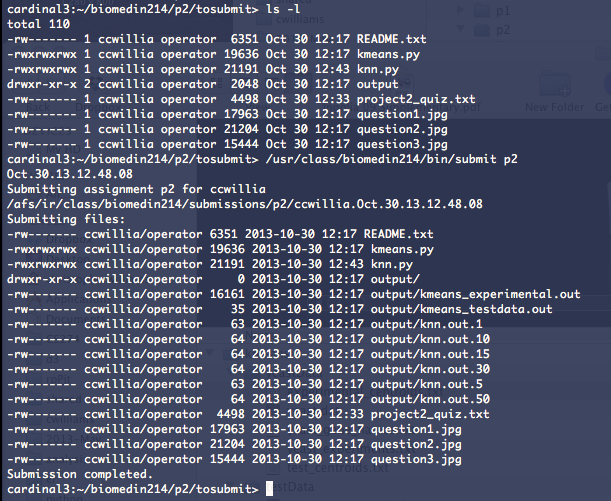 cardinal3:~/biomedin214/p2/tosubmit> ls -l
total 110
-rw------- 1 ccwillia operator  6351 Oct 30 12:17 README.txt
-rwxrwxrwx 1 ccwillia operator 19636 Oct 30 12:17 kmeans.py
-rwxrwxrwx 1 ccwillia operator 21191 Oct 30 12:43 knn.py
drwxr-xr-x 2 ccwillia operator  2048 Oct 30 12:17 output
-rw------- 1 ccwillia operator  4498 Oct 30 12:33 project2_quiz.txt
-rw------- 1 ccwillia operator 17963 Oct 30 12:17 question1.jpg
-rw------- 1 ccwillia operator 21204 Oct 30 12:17 question2.jpg
-rw------- 1 ccwillia operator 15444 Oct 30 12:17 question3.jpg
cardinal3:~/biomedin214/p2/tosubmit> /usr/class/biomedin214/bin/submit p2
Oct.30.13.12.48.08
Submitting assignment p2 for ccwillia
/afs/ir/class/biomedin214/submissions/p2/ccwillia.Oct.30.13.12.48.08
Submitting files:
-rw------- ccwillia/operator 6351 2013-10-30 12:17 README.txt
-rwxrwxrwx ccwillia/operator 19636 2013-10-30 12:17 kmeans.py
-rwxrwxrwx ccwillia/operator 21191 2013-10-30 12:43 knn.py
drwxr-xr-x ccwillia/operator     0 2013-10-30 12:17 output/
-rw------- ccwillia/operator 16161 2013-10-30 12:17 output/kmeans_experimental.out
-rw------- ccwillia/operator    35 2013-10-30 12:17 output/kmeans_testdata.out
-rw------- ccwillia/operator    63 2013-10-30 12:17 output/knn.out.1
-rw------- ccwillia/operator    64 2013-10-30 12:17 output/knn.out.10
-rw------- ccwillia/operator    64 2013-10-30 12:17 output/knn.out.15
-rw------- ccwillia/operator    64 2013-10-30 12:17 output/knn.out.30
-rw------- ccwillia/operator    63 2013-10-30 12:17 output/knn.out.5
-rw------- ccwillia/operator    64 2013-10-30 12:17 output/knn.out.50
-rw------- ccwillia/operator  4498 2013-10-30 12:33 project2_quiz.txt
-rw------- ccwillia/operator 17963 2013-10-30 12:17 question1.jpg
-rw------- ccwillia/operator 21204 2013-10-30 12:17 question2.jpg
-rw------- ccwillia/operator 15444 2013-10-30 12:17 question3.jpg
Submission completed.
cardinal3:~/biomedin214/p2/tosubmit>
cwilliams
p1
p2
Back
New Folder
test_centroids.txt